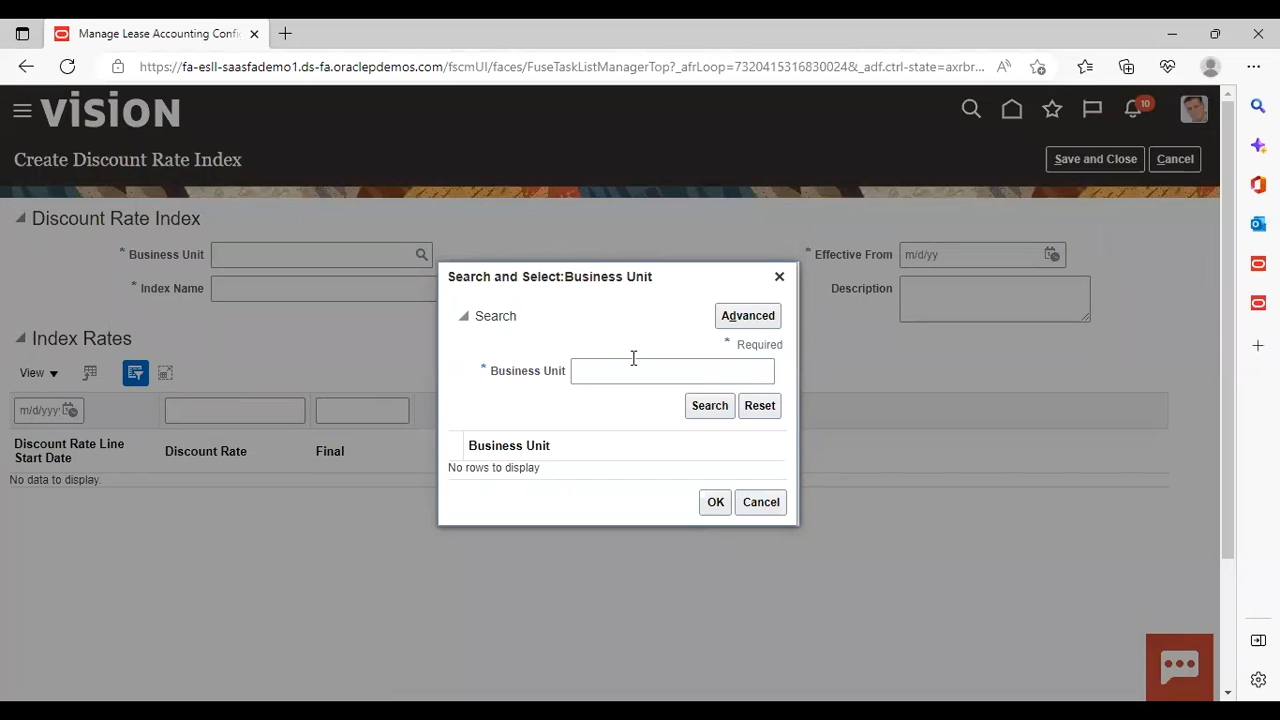 Manage Lease Accounting Confi
https://fa-esll-saasfademo1.ds-fa.oraclepdemos.com/fscmUI/faces/FuseTaskListManagerTop?_afrLoop=7320415316830024&_adf.ctrl-state=axrbr...
VISION
10
Create Discount Rate Index
Save and Close
Cancel
Discount Rate Index
* Business Unit
* Effective From
m/d/yy
* Index Name
Description
Index Rates
View
m/d/yyy
Discount Rate Line Start Date
Discount Rate
Final
No data to display.
Search and Select:Business Unit
Search
Advanced
* Required
* Business Unit
Search
Reset
Business Unit
No rows to display
OK
Cancel